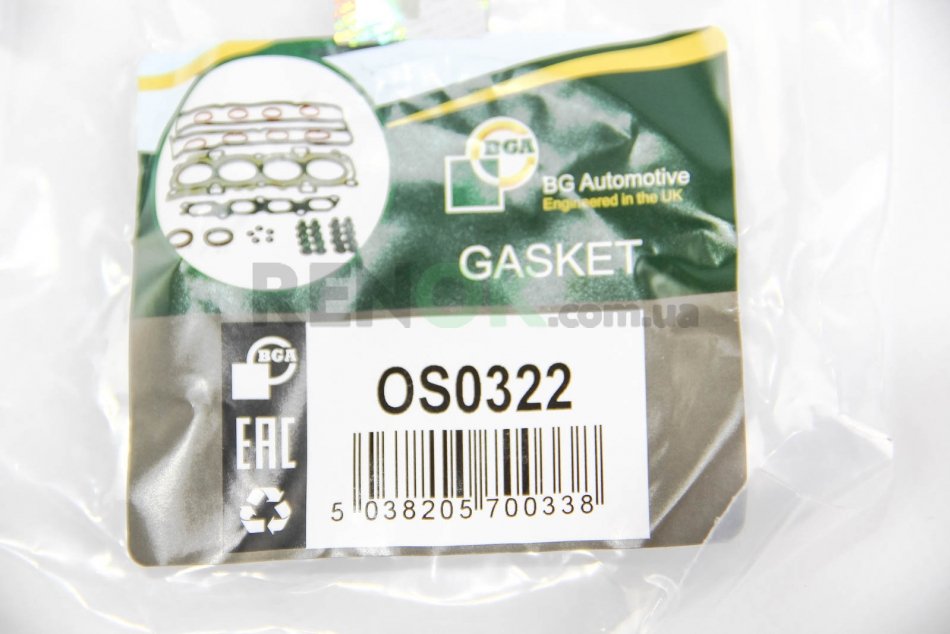 BGA
BG Automotive
Engineered in the UK
GASKET
RENOK.com.ua
BGA
OS0322
EAC
5 038205 700338